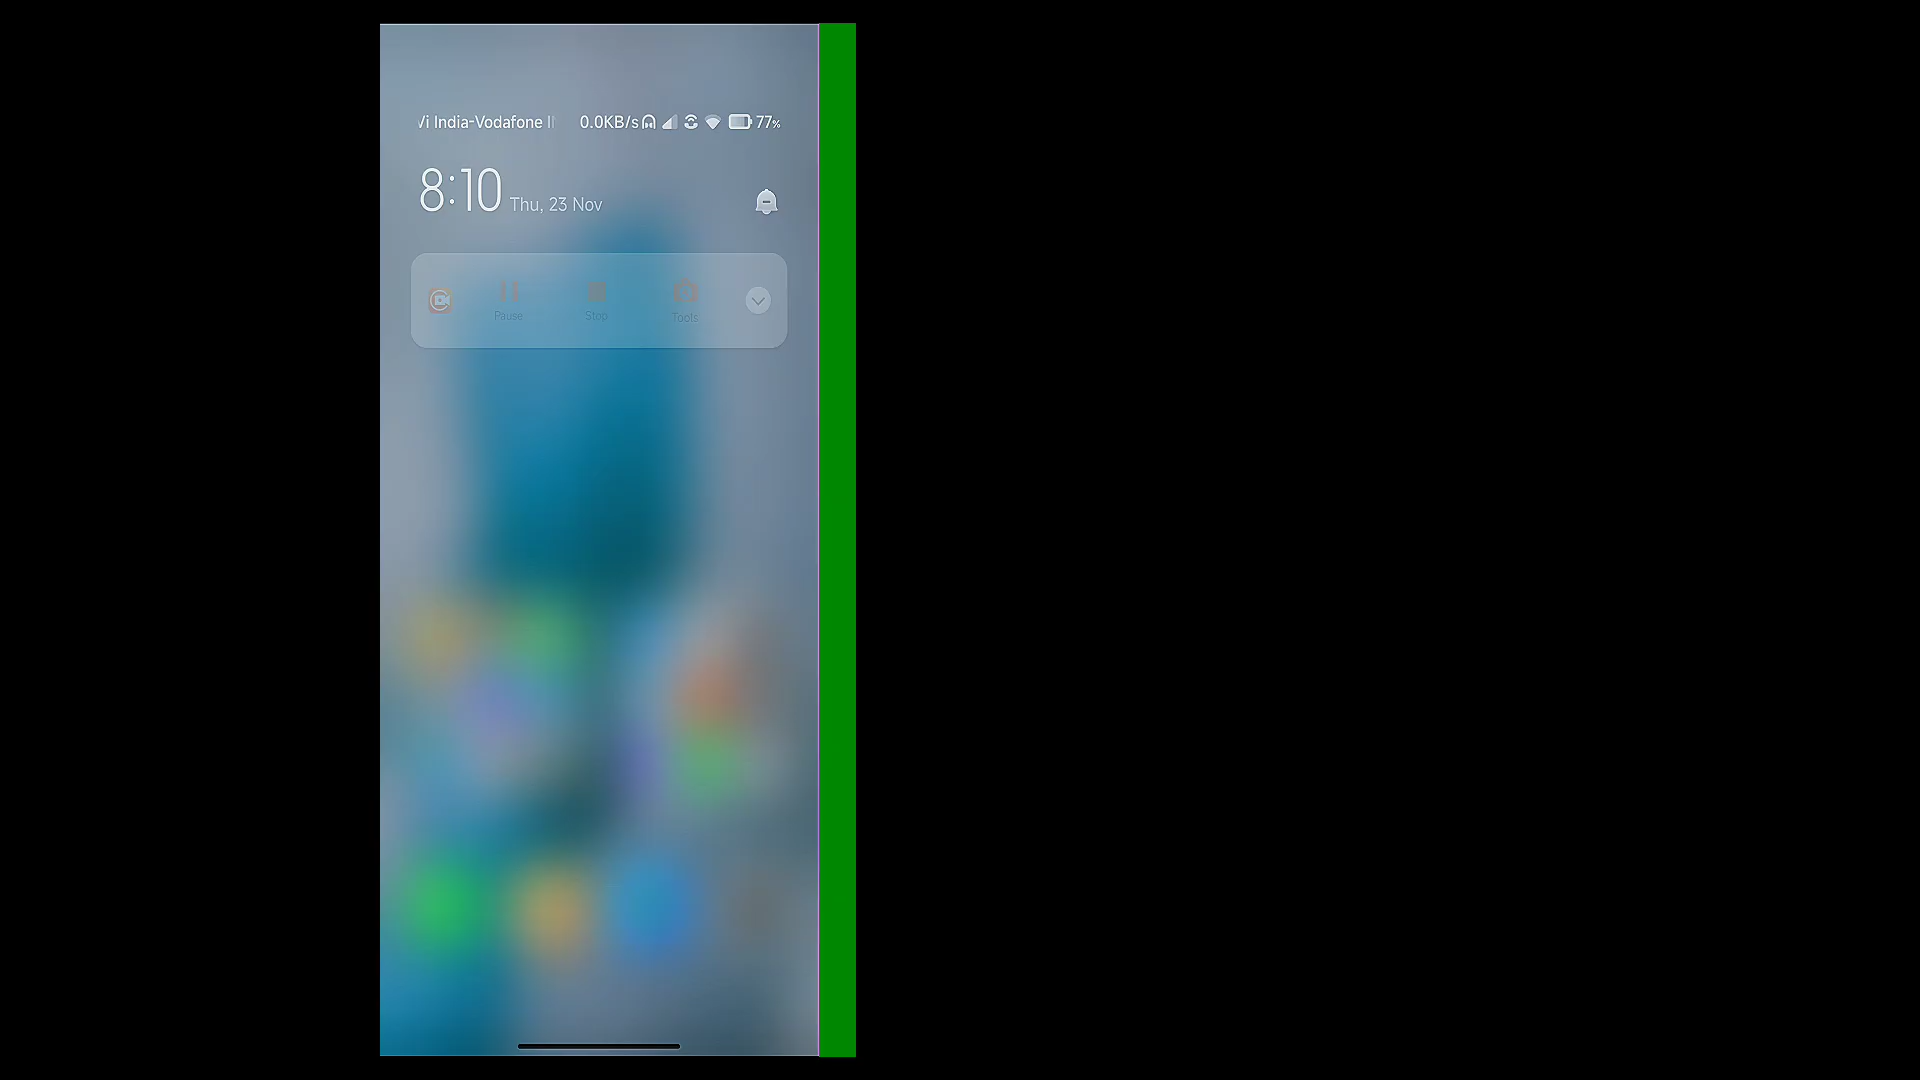 Vi India-Vodafone I 0.0KB/s 77%
8:10 Thu, 23 Nov
Pause Stop Tools